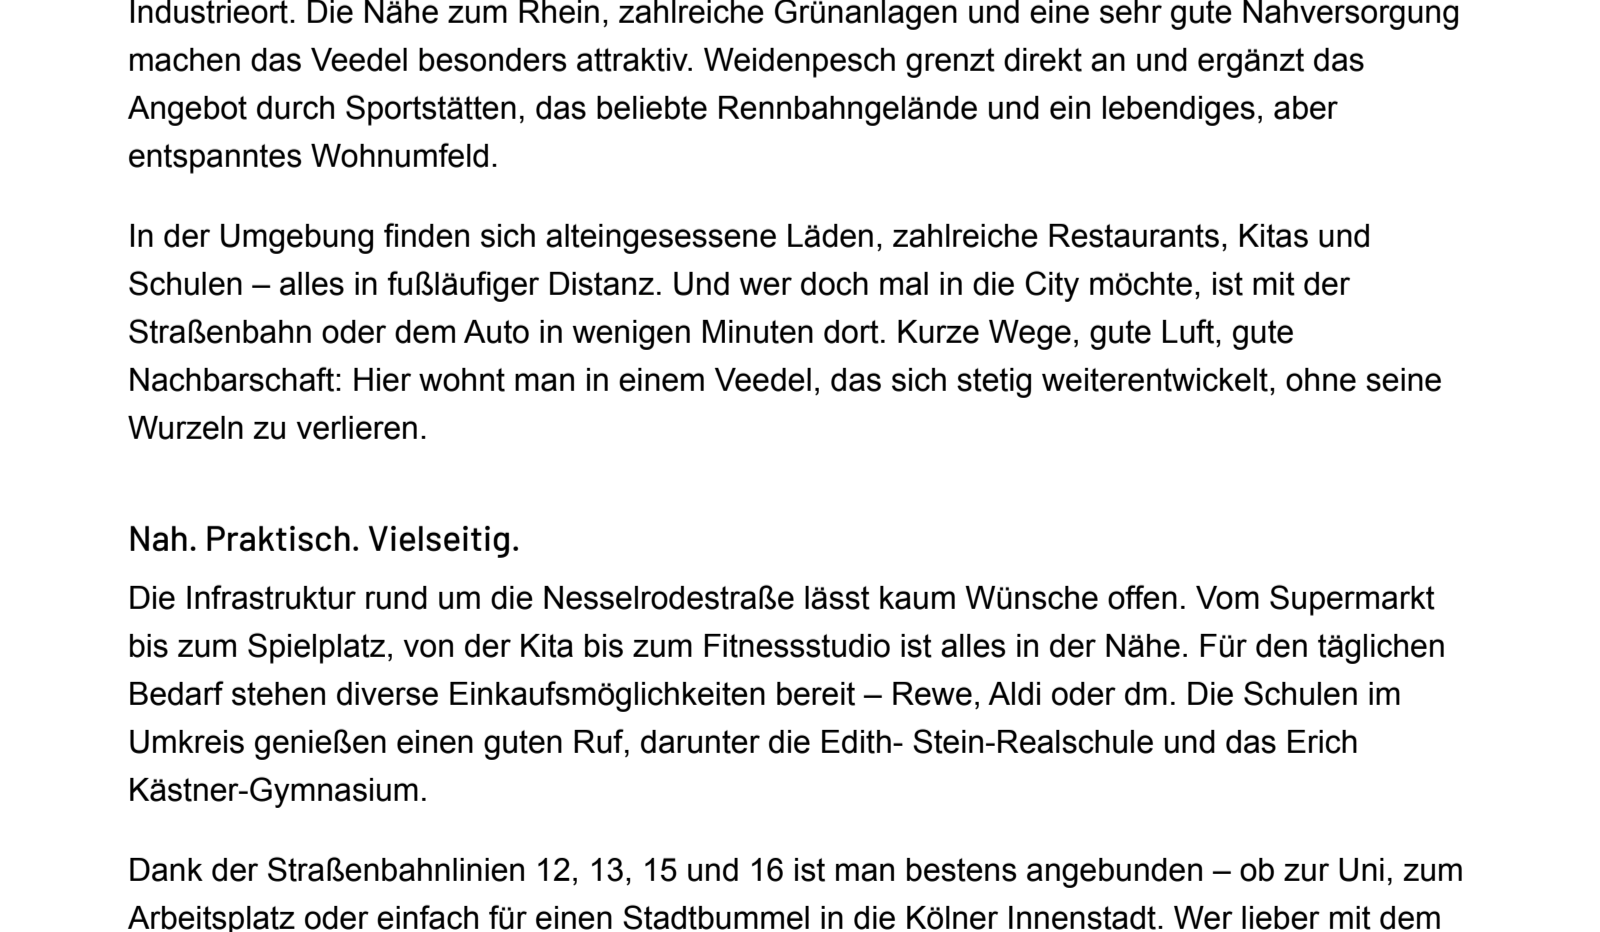 Industrieort. Die Nähe zum Rhein, zahlreiche Grünanlagen und eine sehr gute Nahversorgung
machen das Veedel besonders attraktiv. Weidenpesch grenzt direkt an und ergänzt das
Angebot durch Sportstätten, das beliebte Rennbahngelände und ein lebendiges, aber
entspanntes Wohnumfeld.
In der Umgebung finden sich alteingesessene Läden, zahlreiche Restaurants, Kitas und
Schulen – alles in fußläufiger Distanz. Und wer doch mal in die City möchte, ist mit der
Straßenbahn oder dem Auto in wenigen Minuten dort. Kurze Wege, gute Luft, gute
Nachbarschaft: Hier wohnt man in einem Veedel, das sich stetig weiterentwickelt, ohne seine
Wurzeln zu verlieren.
Nah. Praktisch. Vielseitig.
Die Infrastruktur rund um die Nesselrodestraße lässt kaum Wünsche offen. Vom Supermarkt
bis zum Spielplatz, von der Kita bis zum Fitnessstudio ist alles in der Nähe. Für den täglichen
Bedarf stehen diverse Einkaufsmöglichkeiten bereit – Rewe, Aldi oder dm. Die Schulen im
Umkreis genießen einen guten Ruf, darunter die Edith- Stein-Realschule und das Erich
Kästner-Gymnasium.
Dank der Straßenbahnlinien 12, 13, 15 und 16 ist man bestens angebunden – ob zur Uni, zum
Arbeitsplatz oder einfach für einen Stadtbummel in die Kölner Innenstadt. Wer lieber mit dem